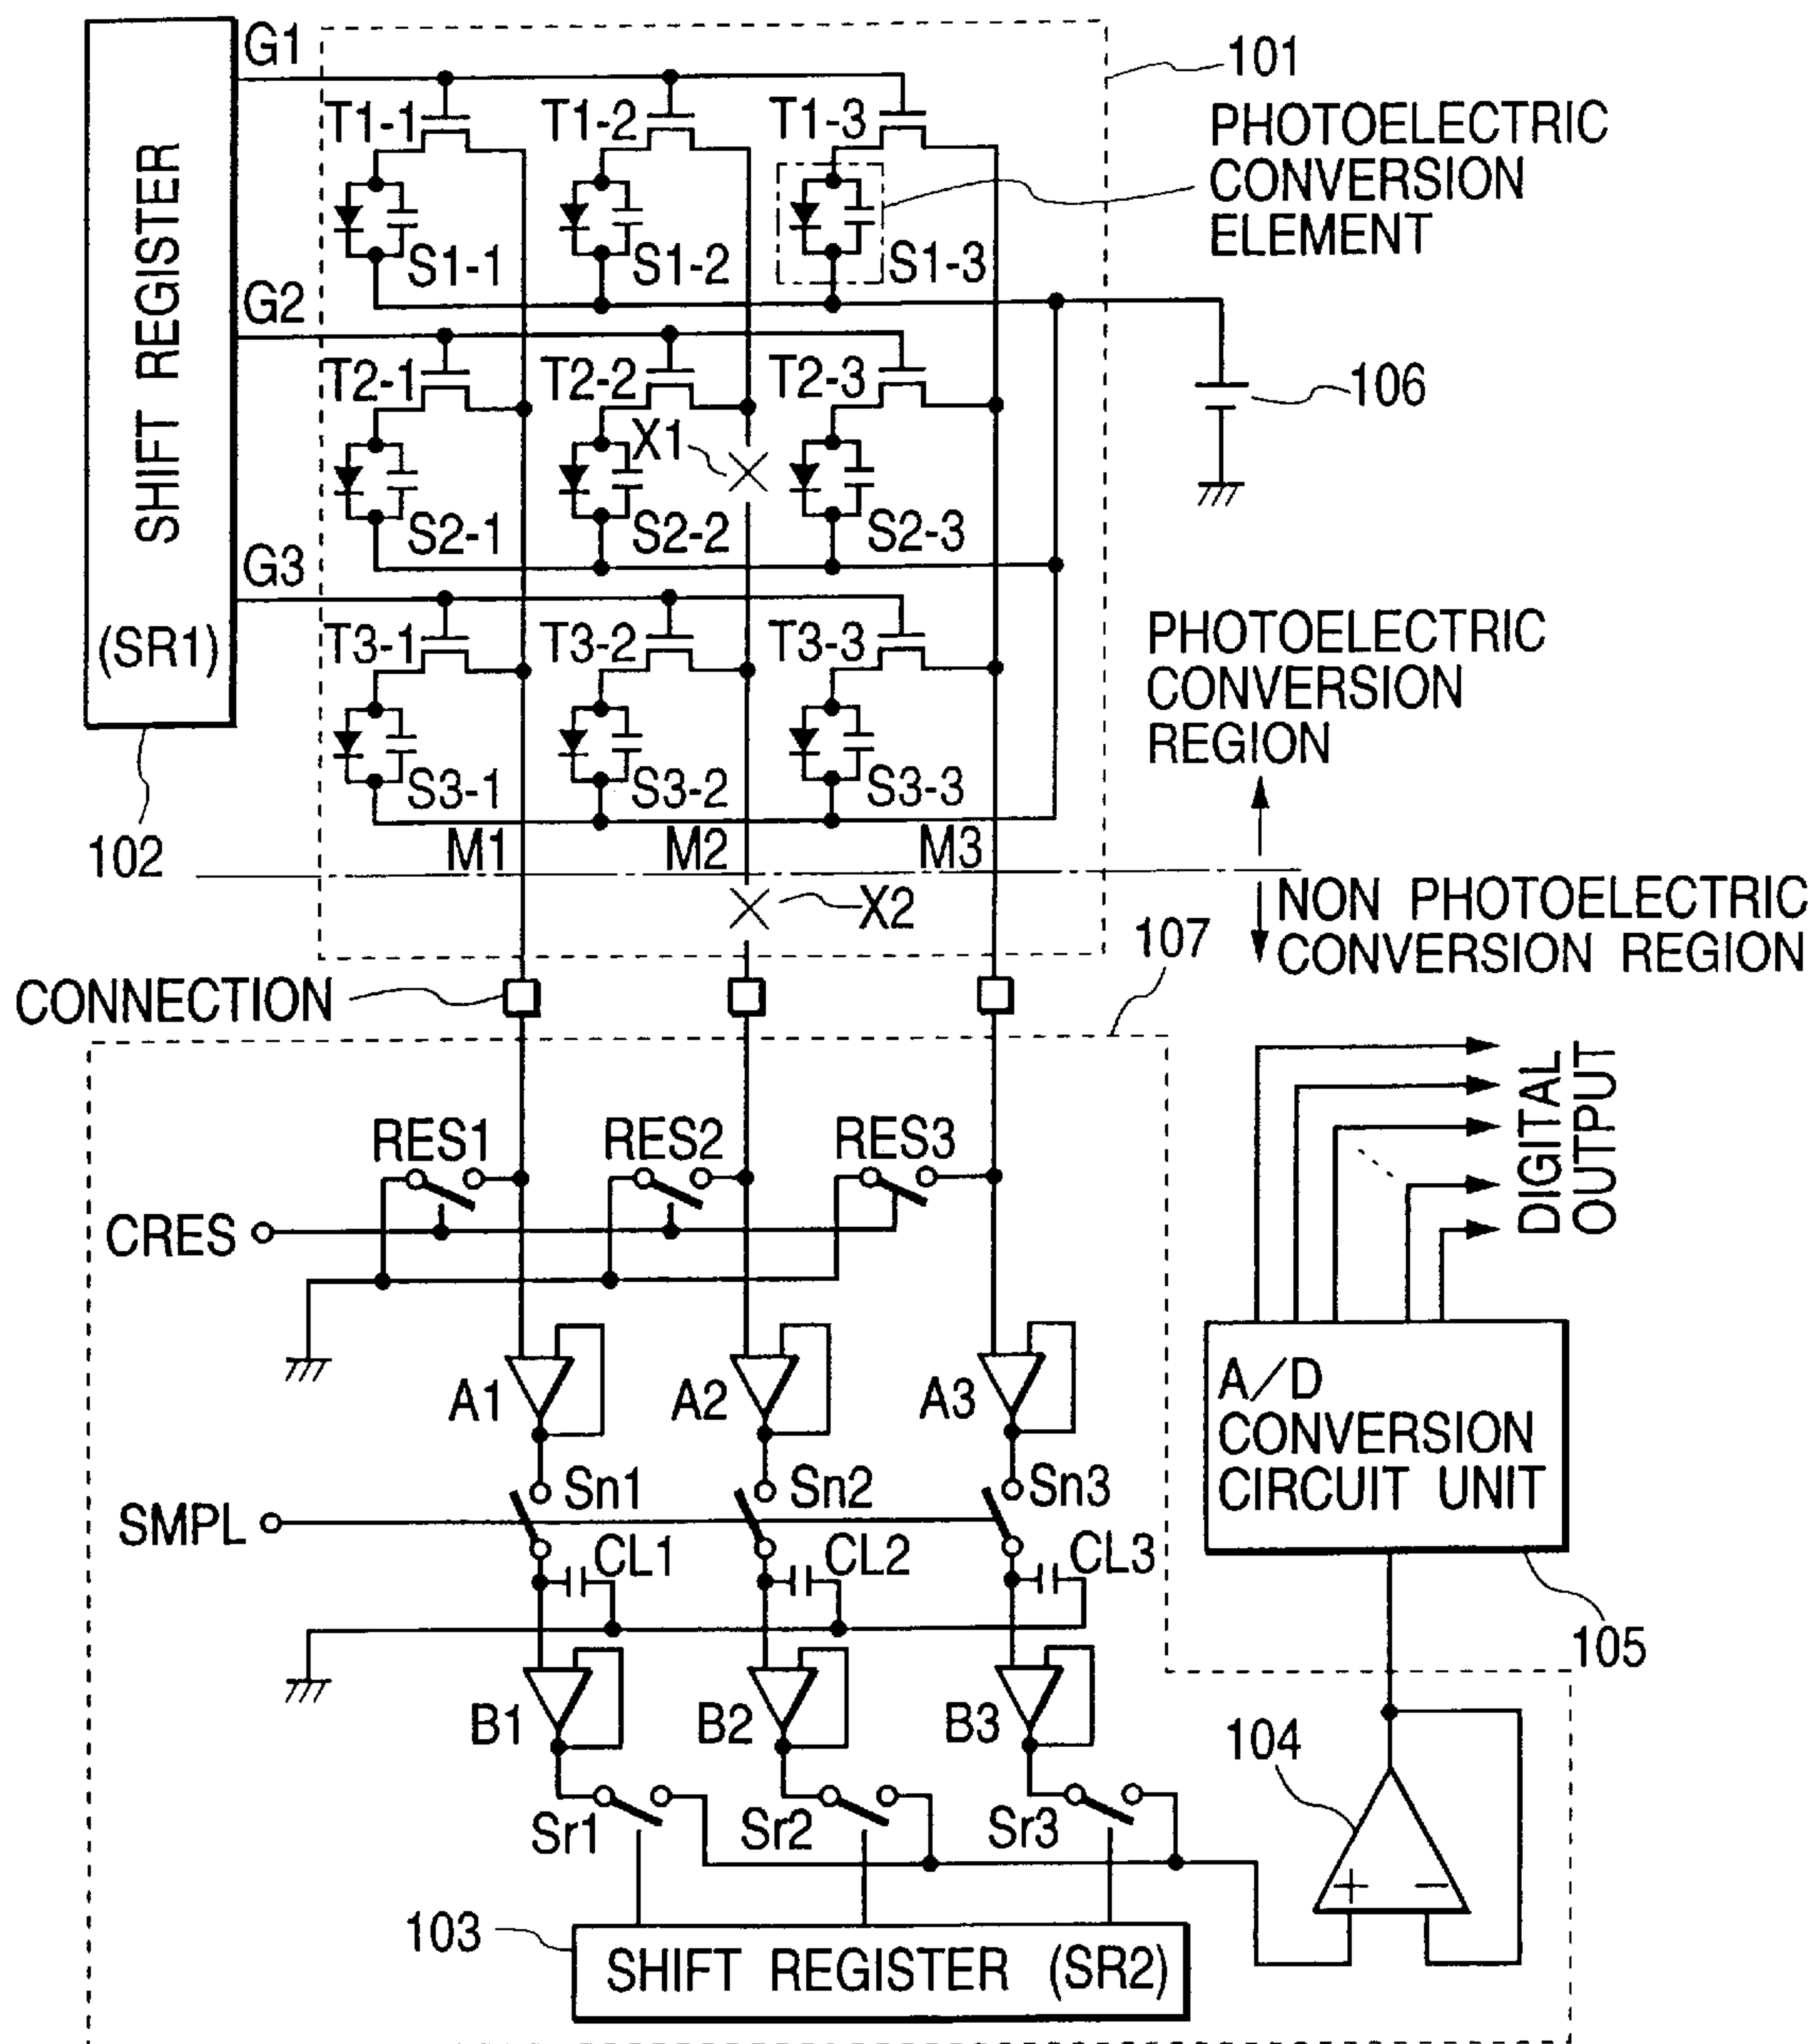 G1
101
T1-1
T1-2
T1-3
PHOTOELECTRIC
CONVERSION
ELEMENT
S1-1
S1-2
S1-3
SHIFT REGISTER
(SR1)
G2
T2-1
T2-2
T2-3
106
X1
S2-1
S2-2
S2-3
G3
T3-1
T3-2
T3-3
PHOTOELECTRIC
CONVERSION
REGION
S3-1
S3-2
S3-3
102
M1
M2
M3
X2
NON PHOTOELECTRIC
CONVERSION REGION
107
CONNECTION
RES1
RES2
RES3
DIGITAL
OUTPUT
CRES
A1
A2
A3
A/D
CONVERSION
CIRCUIT UNIT
Sn1
Sn2
Sn3
SMPL
CL1
CL2
CL3
105
B1
B2
B3
104
Sr1
Sr2
Sr3
+ −
103
SHIFT REGISTER (SR2)